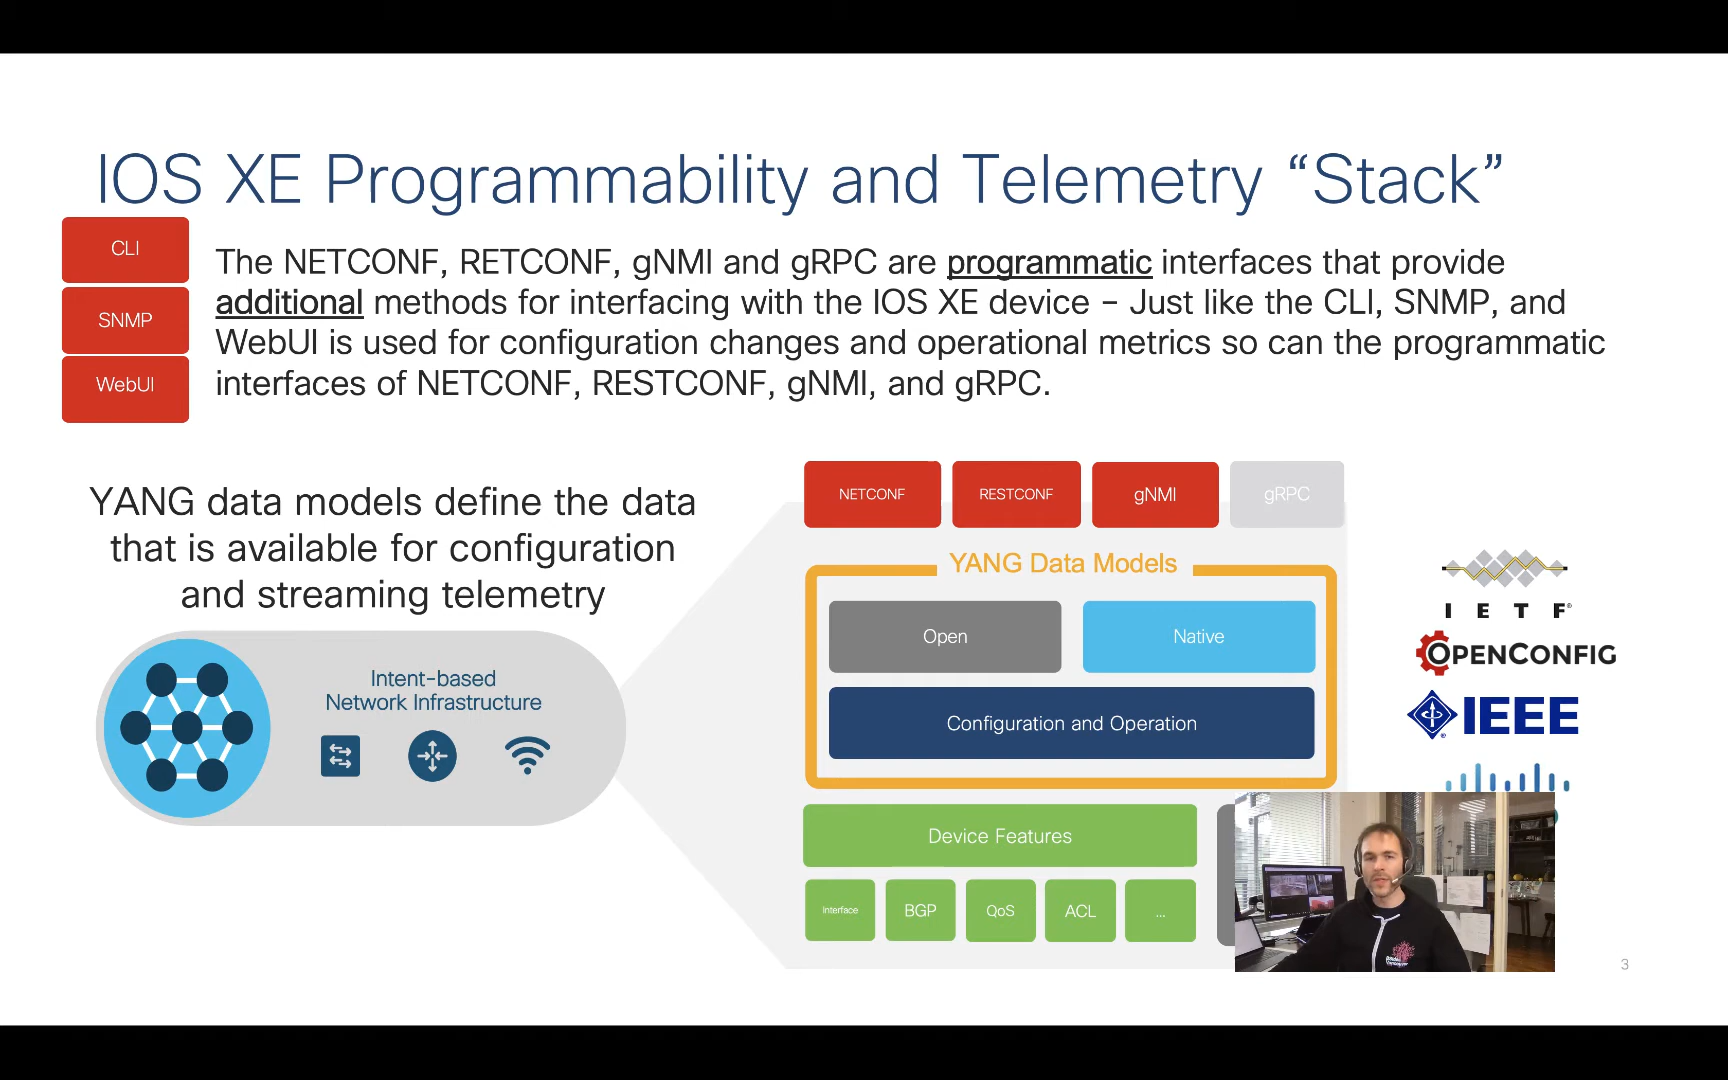 IOS XE Programmability and Telemetry “Stack”
CLI
SNMP
WebUI
The NETCONF, RETCONF, gNMI and gRPC are programmatic interfaces that provide
additional methods for interfacing with the IOS XE device – Just like the CLI, SNMP, and
WebUI is used for configuration changes and operational metrics so can the programmatic
interfaces of NETCONF, RESTCONF, gNMI, and gRPC.
YANG data models define the data
that is available for configuration
and streaming telemetry
Intent-based
Network Infrastructure
NETCONF
RESTCONF
gNMI
gRPC
YANG Data Models
Open
Native
Configuration and Operation
Device Features
Interface
BGP
QoS
ACL
...
IETF®
OPENCONFIG
IEEE
3